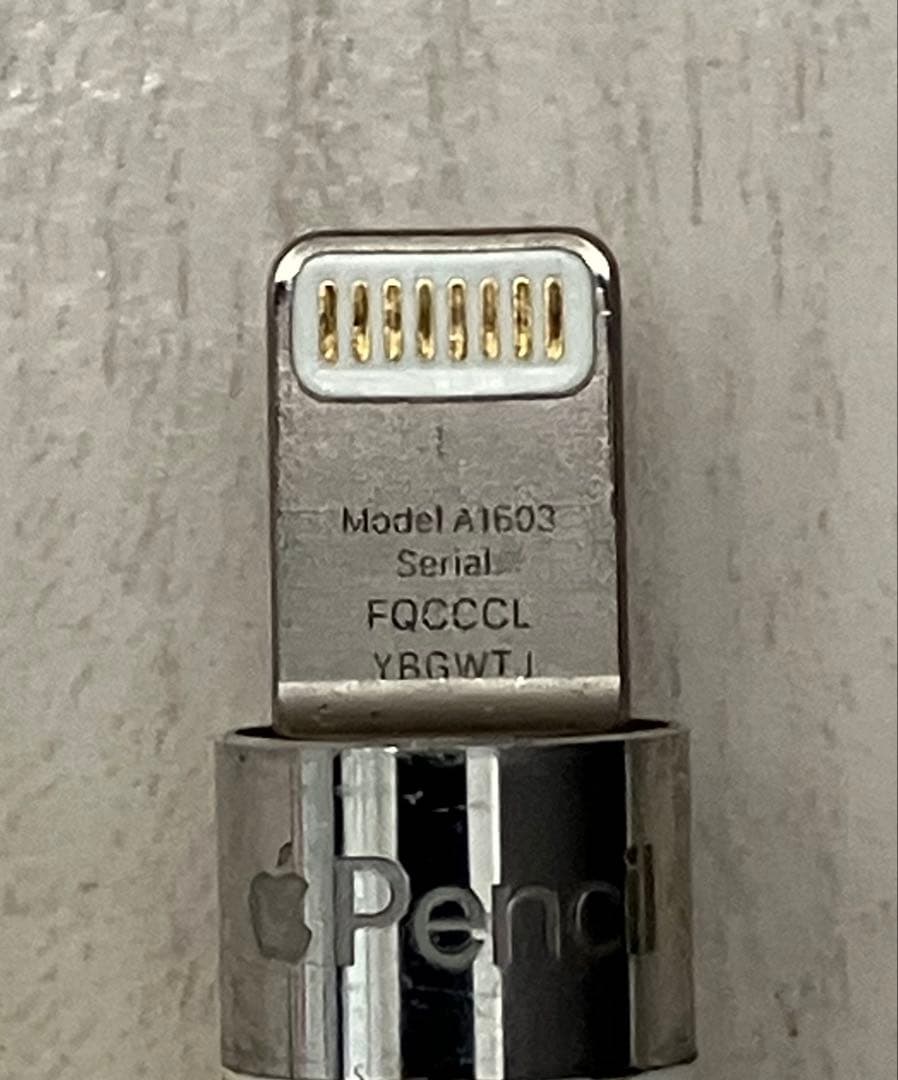 Model A1603
Serial
FQCCCL
YBGWTJ
Pencil